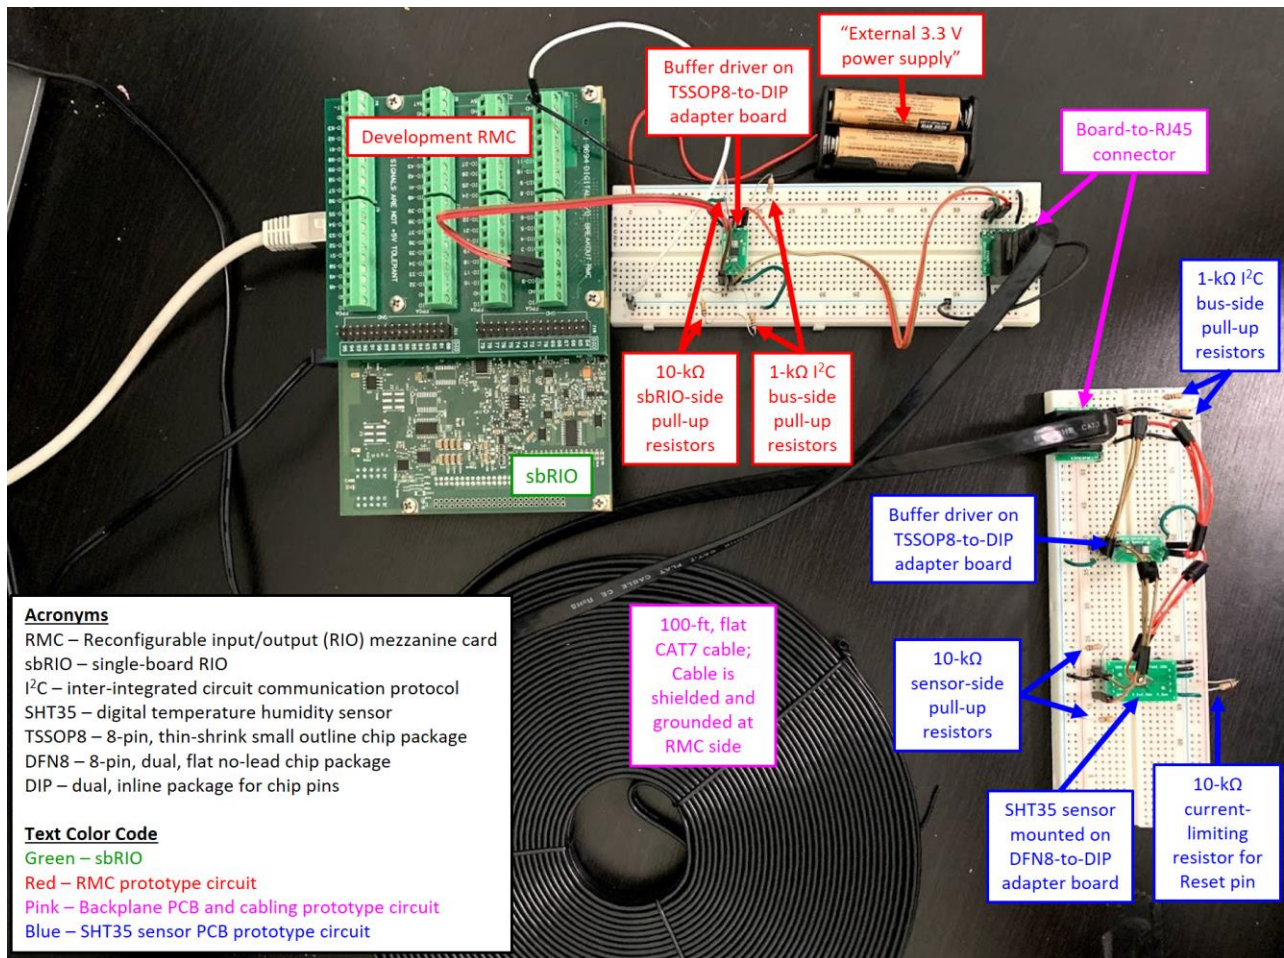 "External 3.3 V
power supply"
Buffer driver on
TSSOP8-to-DIP
adapter board
Development RMC
Board-to-RJ45
connector
SIGNALS ARE NOT +5V TOLERANT
1-kΩ I²C
bus-side
pull-up
resistors
10-kΩ
sbRIO-side
pull-up
resistors
1-kΩ I²C
bus-side
pull-up
resistors
sbRIO
Buffer driver on
TSSOP8-to-DIP
adapter board
100-ft, flat
CAT7 cable;
Cable is
shielded and
grounded at
RMC side
10-kΩ
sensor-side
pull-up
resistors
SHT35 sensor
mounted on
DFN8-to-DIP
adapter board
10-kΩ
current-
limiting
resistor for
Reset pin
Acronyms
RMC – Reconfigurable input/output (RIO) mezzanine card
sbRIO – single-board RIO
I²C – inter-integrated circuit communication protocol
SHT35 – digital temperature humidity sensor
TSSOP8 – 8-pin, thin-shrink small outline chip package
DFN8 – 8-pin, dual, flat no-lead chip package
DIP – dual, inline package for chip pins
Text Color Code
Green – sbRIO
Red – RMC prototype circuit
Pink – Backplane PCB and cabling prototype circuit
Blue – SHT35 sensor PCB prototype circuit